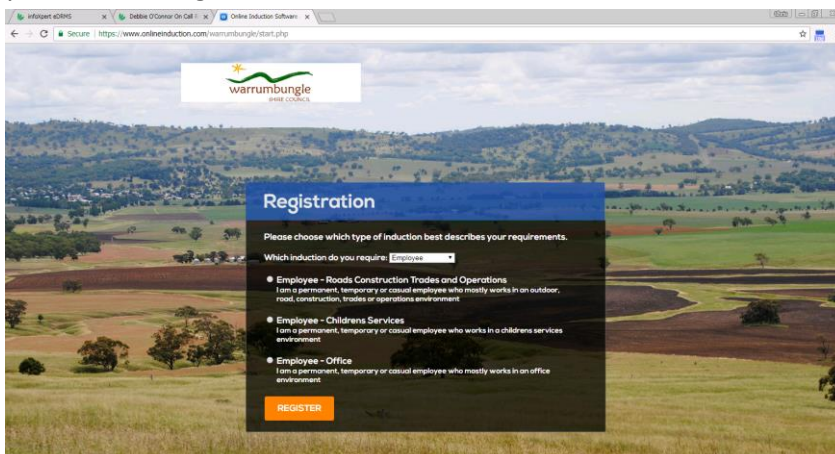 infoXpert eDRMS
Debbie O'Connor On Call F
Online Induction Software
Secure https://www.onlineinduction.com/warrumbungle/start.php
warrumbungle
SHIRE COUNCIL
Registration
Please choose which type of induction best describes your requirements.
Which induction do you require: Employee
Employee - Roads Construction Trades and Operations
I am a permanent, temporary or casual employee who mostly works in an outdoor,
road, construction, trades or operations environment
Employee - Childrens Services
I am a permanent, temporary or casual employee who works in a childrens services
environment
Employee - Office
I am a permanent, temporary or casual employee who mostly works in an office
environment
REGISTER